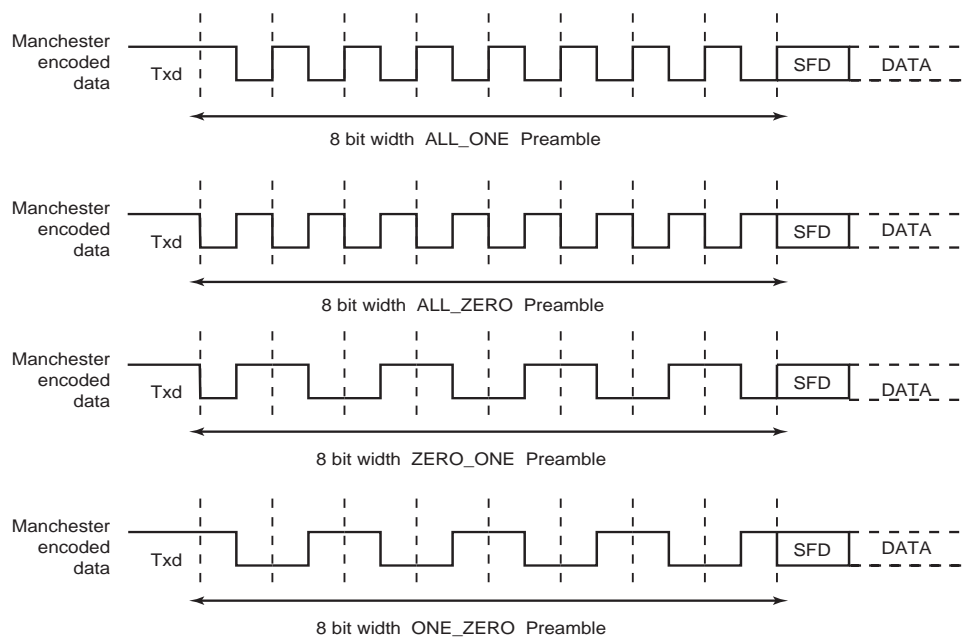 Manchester
encoded
data
Txd
SFD
DATA
8 bit width ALL_ONE Preamble
Manchester
encoded
data
Txd
SFD
DATA
8 bit width ALL_ZERO Preamble
Manchester
encoded
data
Txd
SFD
DATA
8 bit width ZERO_ONE Preamble
Manchester
encoded
data
Txd
SFD
DATA
8 bit width ONE_ZERO Preamble